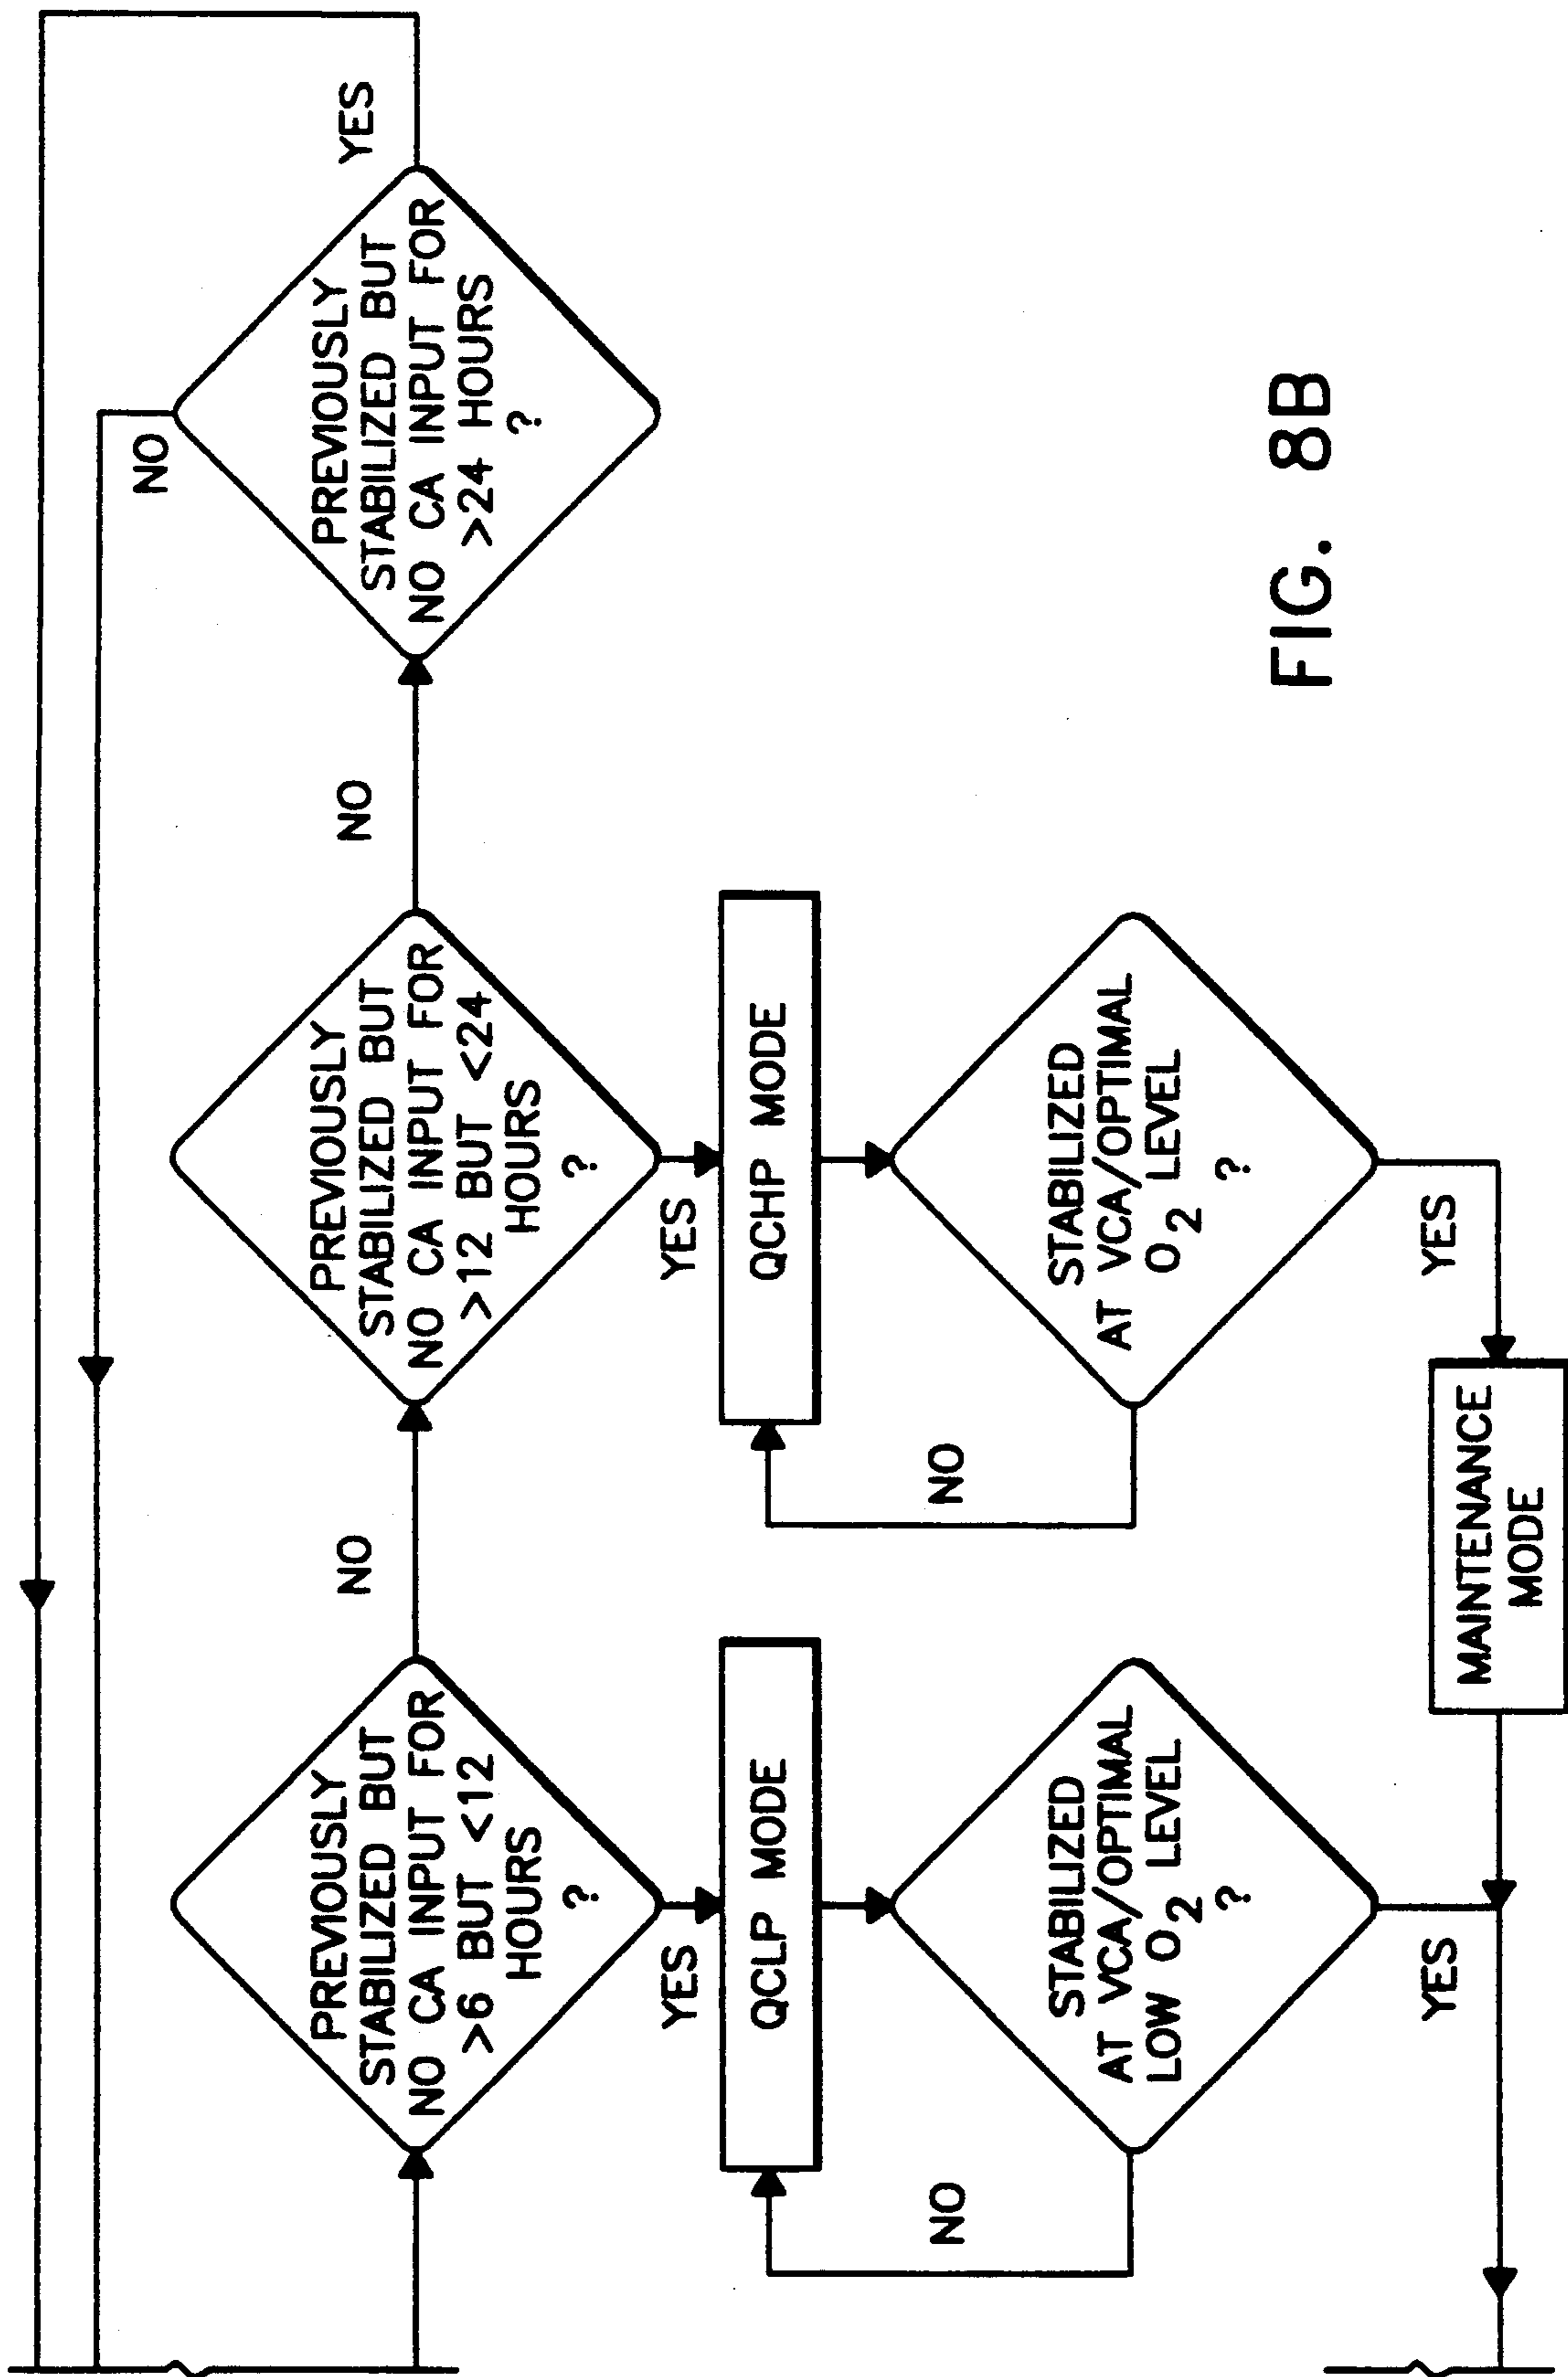 YES
NO
PREVIOUSLY
STABILIZED BUT
NO CA INPUT FOR
>6 BUT <12
HOURS
?
NO
PREVIOUSLY
STABILIZED BUT
NO CA INPUT FOR
>12 BUT <24
HOURS
?
NO
PREVIOUSLY
STABILIZED BUT
NO CA INPUT FOR
>24 HOURS
?
YES
YES
QCLP MODE
QCHP MODE
NO
STABILIZED
AT VCA/OPTIMAL
LOW O2 LEVEL
?
NO
STABILIZED
AT VCA/OPTIMAL
O2 LEVEL
?
YES
YES
MAINTENANCE
MODE
FIG. 8B